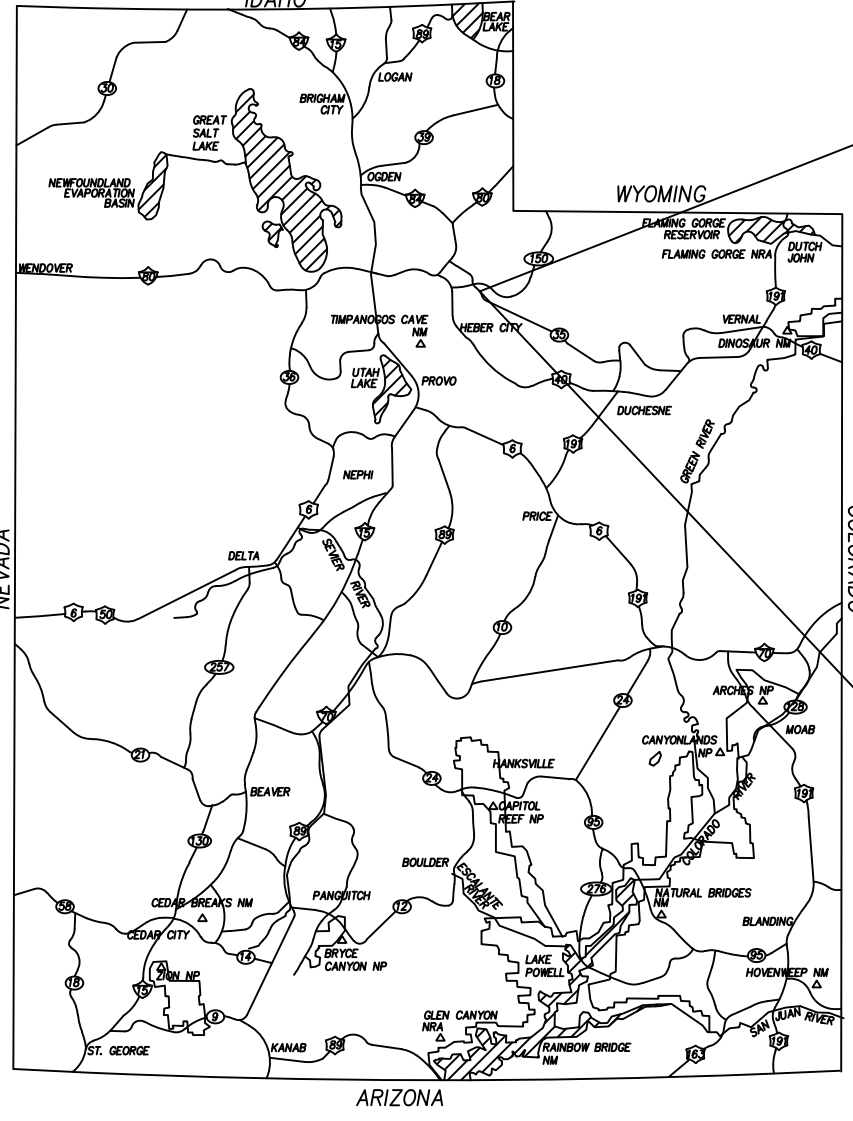 IDAHO
BEAR
LAKE
84
15
89
LOGAN
18
30
BRIGHAM
CITY
GREAT
SALT
LAKE
39
NEWFOUNDLAND
EVAPORATION
BASIN
OGDEN
84
80
WYOMING
FLAMING GORGE
RESERVOIR
FLAMING GORGE NRA
DUTCH
JOHN
150
WENDOVER
80
191
TIMPANOGOS CAVE
NM
HEBER CITY
35
VERNAL
DINOSAUR NM
40
36
UTAH
LAKE
PROVO
40
DUCHESNE
GREEN RIVER
6
191
NEPHI
6
15
89
PRICE
6
NEVADA
COLORADO
DELTA
SEVIER
RIVER
191
6
50
10
257
70
24
ARCHES NP
128
MOAB
70
CANYONLANDS
NP
21
HANKSVILLE
24
BEAVER
CAPITOL
REEF NP
RIVER
191
95
COLORADO
130
89
BOULDER
ESCALANTE
RIVER
276
NATURAL BRIDGES
NM
58
CEDAR BREAKS NM
PANGUITCH
12
BLANDING
CEDAR CITY
14
BRYCE
CANYON NP
LAKE
POWELL
95
HOVENWEEP NM
ZION NP
18
15
9
GLEN CANYON
NRA
SAN JUAN RIVER
ST. GEORGE
KANAB
89
RAINBOW BRIDGE
NM
163
191
ARIZONA